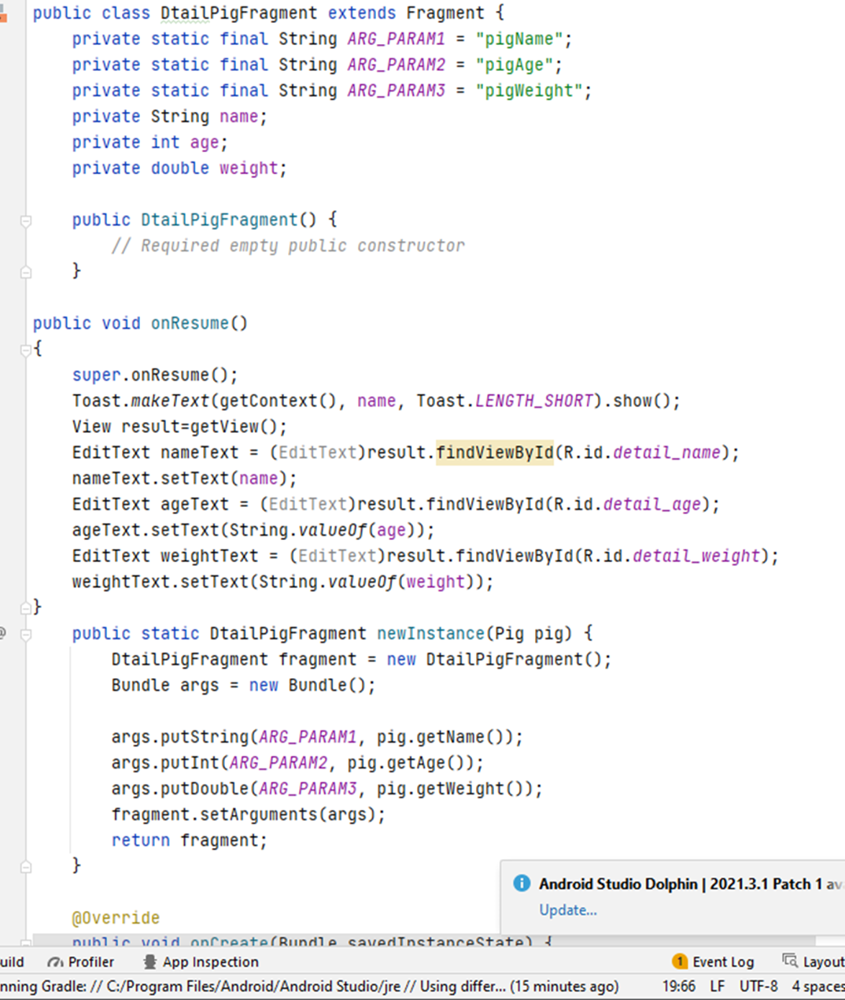 public class DtailPigFragment extends Fragment {
private static final String ARG_PARAM1 = "pigName";
private static final String ARG_PARAM2 = "pigAge";
private static final String ARG_PARAM3 = "pigWeight";
private String name;
private int age;
private double weight;
public DtailPigFragment() {
// Required empty public constructor
}
public void onResume()
{
super.onResume();
Toast.makeText(getContext(), name, Toast.LENGTH_SHORT).show();
View result=getView();
EditText nameText = (EditText)result.findViewById(R.id.detail_name);
nameText.setText(name);
EditText ageText = (EditText)result.findViewById(R.id.detail_age);
ageText.setText(String.valueOf(age));
EditText weightText = (EditText)result.findViewById(R.id.detail_weight);
weightText.setText(String.valueOf(weight));
}
public static DtailPigFragment newInstance(Pig pig) {
DtailPigFragment fragment = new DtailPigFragment();
Bundle args = new Bundle();
args.putString(ARG_PARAM1, pig.getName());
args.putInt(ARG_PARAM2, pig.getAge());
args.putDouble(ARG_PARAM3, pig.getWeight());
fragment.setArguments(args);
return fragment;
}
Android Studio Dolphin | 2021.3.1 Patch 1 av
Update...
@Override
public void onCreate(Bundle savedInstanceState) {
uild Profiler App Inspection 1 Event Log Layout
nning Gradle: // C:/Program Files/Android/Android Studio/jre // Using differ... (15 minutes ago) 19:66 LF UTF-8 4 spaces